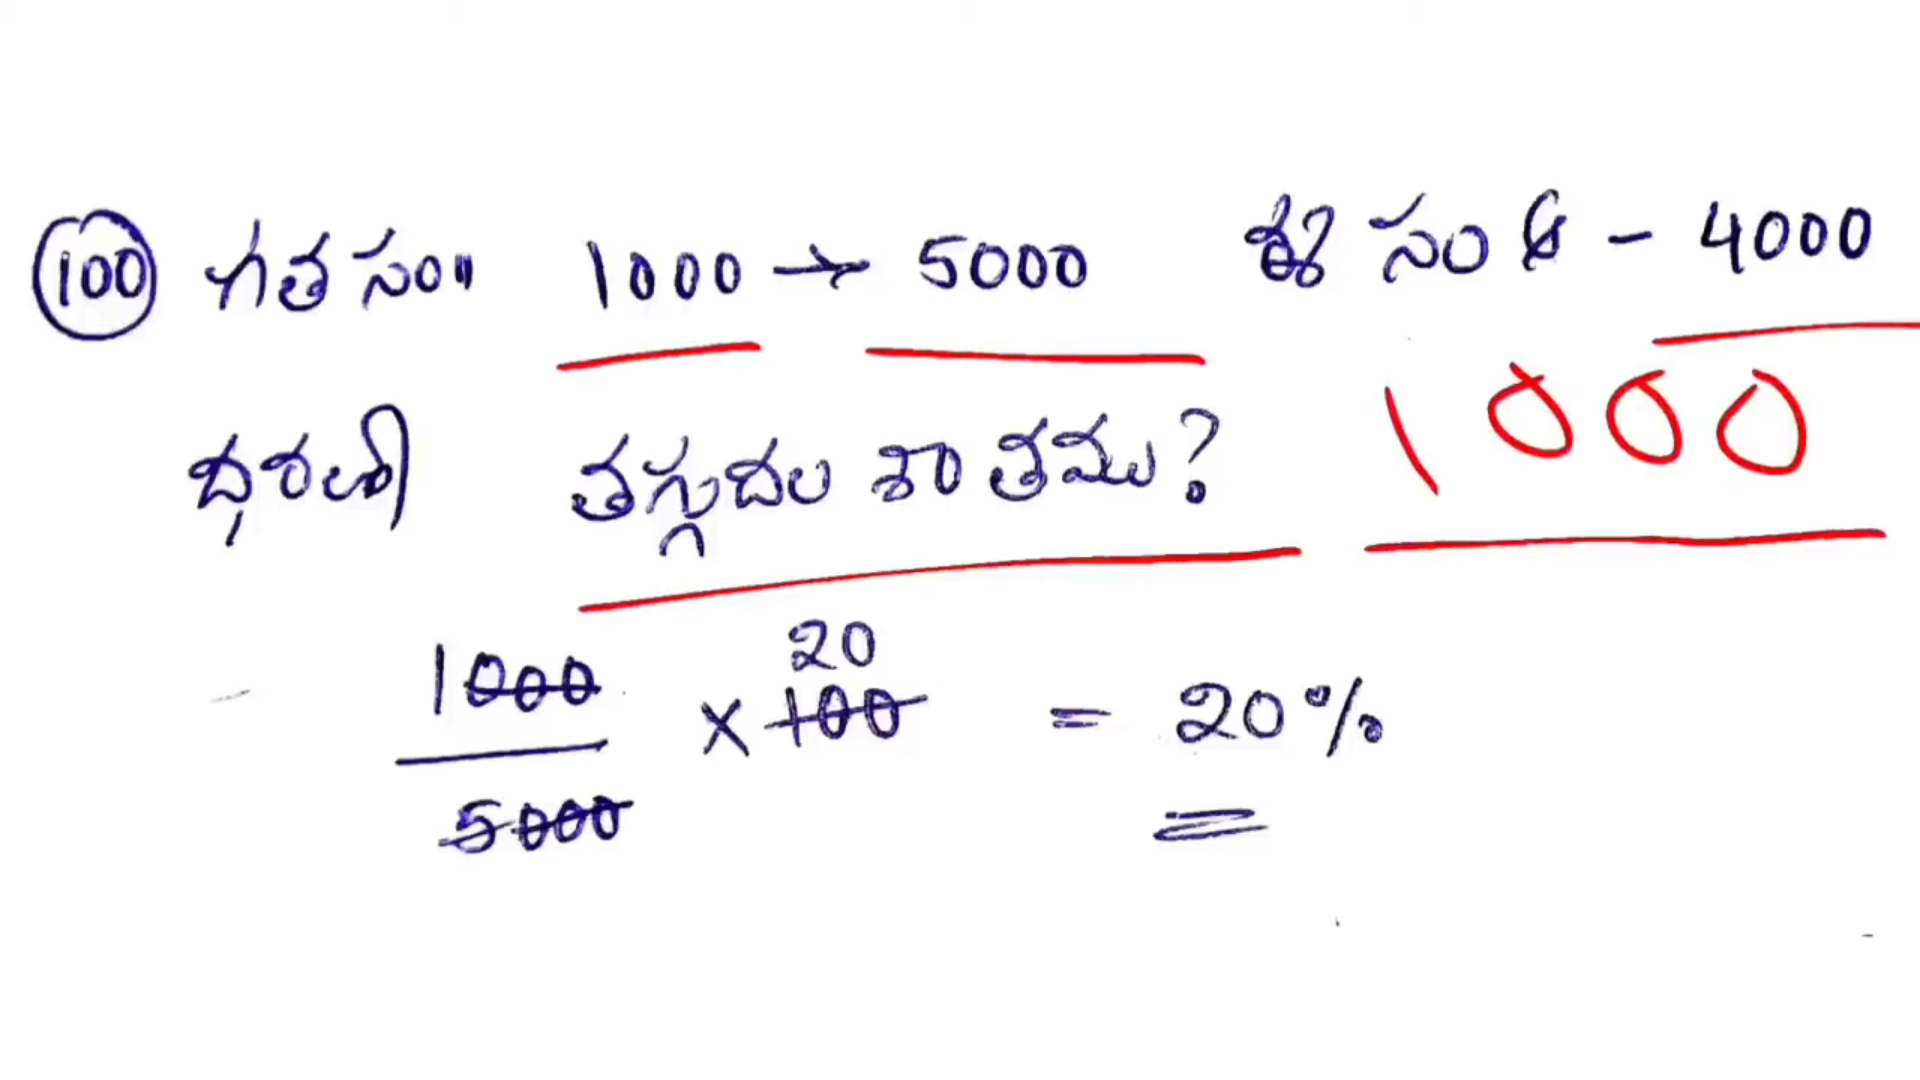 100 గత సం॥ 1000 → 5000 ఈ సం - 4000
ధరలో తగ్గుదల శాతము? 1000
20
1000 × 100 = 20%
5000